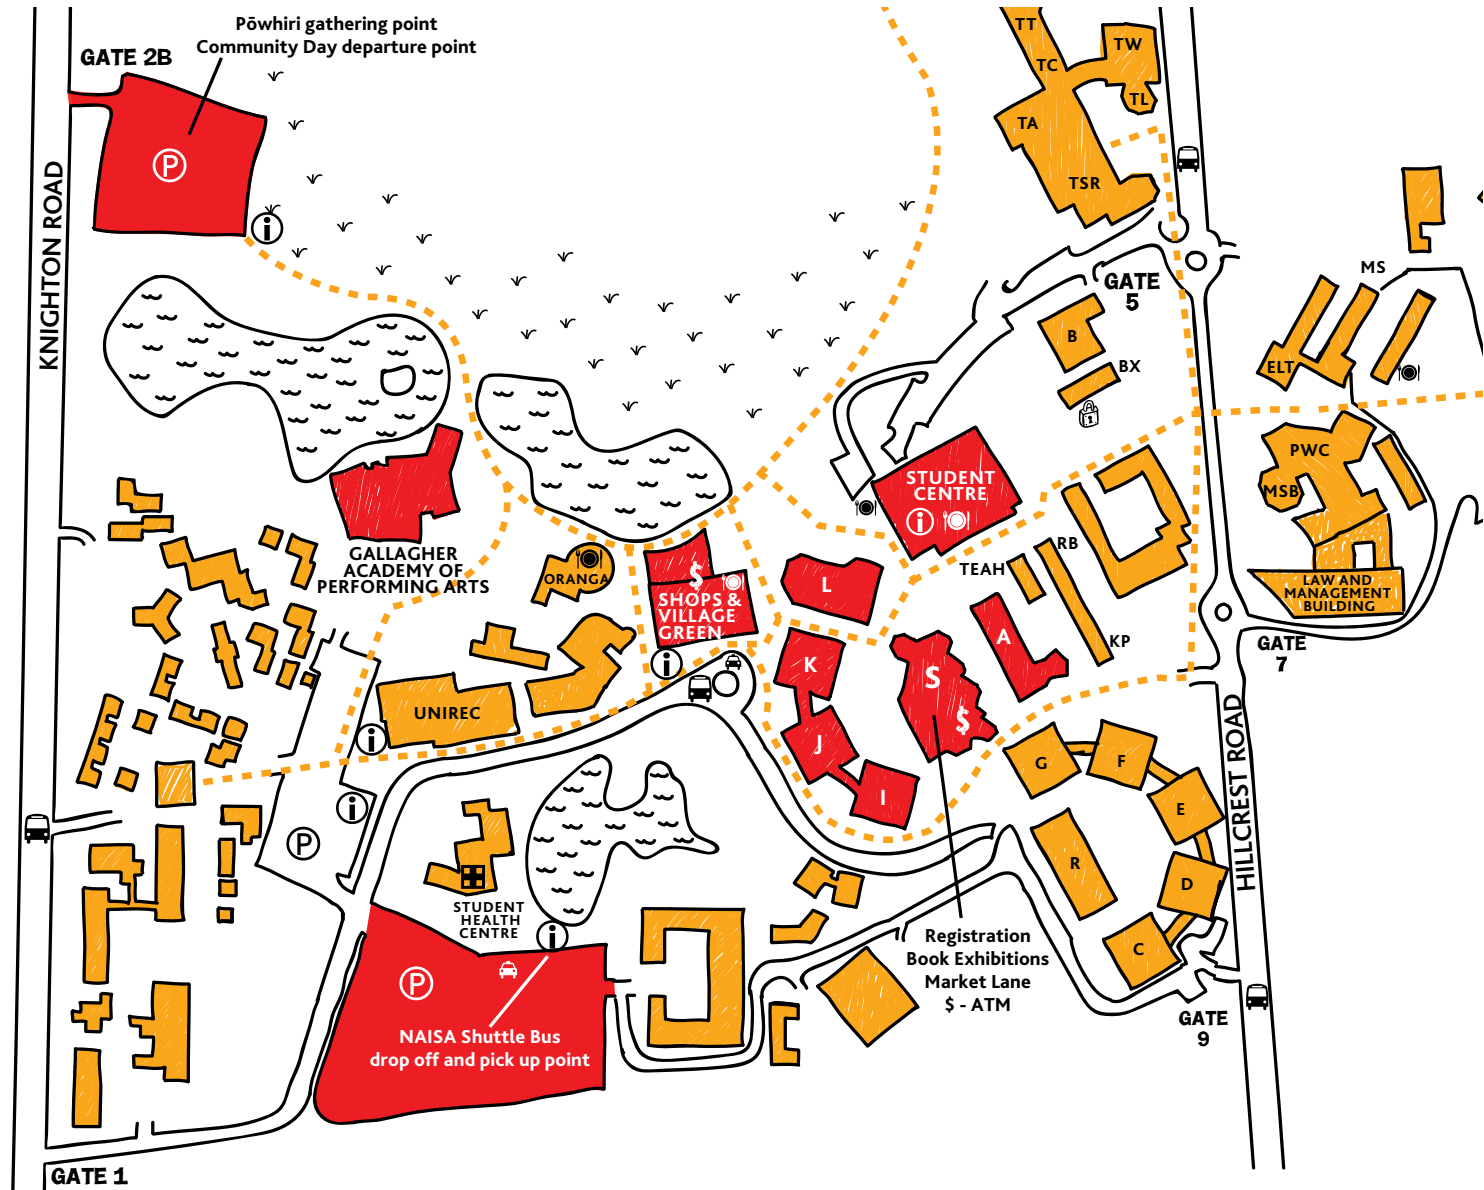 Pōwhiri gathering point
Community Day departure point
GATE 2B
P
i
KNIGHTON ROAD
TT
TW
TC
TL
TA
TSR
GATE
5
MS
B
BX
ELT
STUDENT
CENTRE
i
PWC
MSB
GALLAGHER
ACADEMY OF
PERFORMING ARTS
ORANGA
$
SHOPS &
VILLAGE
GREEN
L
TEAH
RB
LAW AND
MANAGEMENT
BUILDING
A
KP
GATE
7
i
K
S
$
UNIREC
i
J
I
G
F
E
HILLCREST ROAD
i
P
R
D
STUDENT
HEALTH
CENTRE
i
C
Registration
Book Exhibitions
Market Lane
$ - ATM
P
NAISA Shuttle Bus
drop off and pick up point
GATE
9
GATE 1